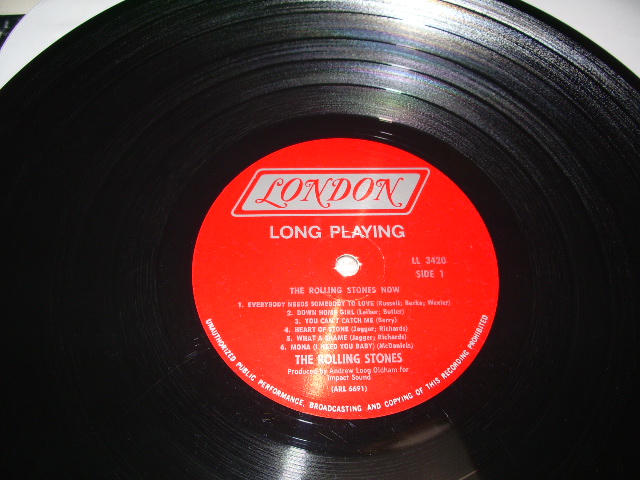 LONDON
LONG PLAYING
LL 3420
SIDE 1
THE ROLLING STONES NOW
1. EVERYBODY NEEDS SOMEBODY TO LOVE (Russell; Burke; Wexler)
2. DOWN HOME GIRL (Leiber; Butler)
3. YOU CAN'T CATCH ME (Berry)
4. HEART OF STONE (Jagger; Richards)
5. WHAT A SHAME (Jagger; Richards)
6. MONA (I NEED YOU BABY) (McDaniels)
THE ROLLING STONES
Produced by Andrew Loog Oldham for
Impact Sound
(ARL 6691)
UNAUTHORIZED PUBLIC PERFORMANCE, BROADCASTING AND COPYING OF THIS RECORDING PROHIBITED